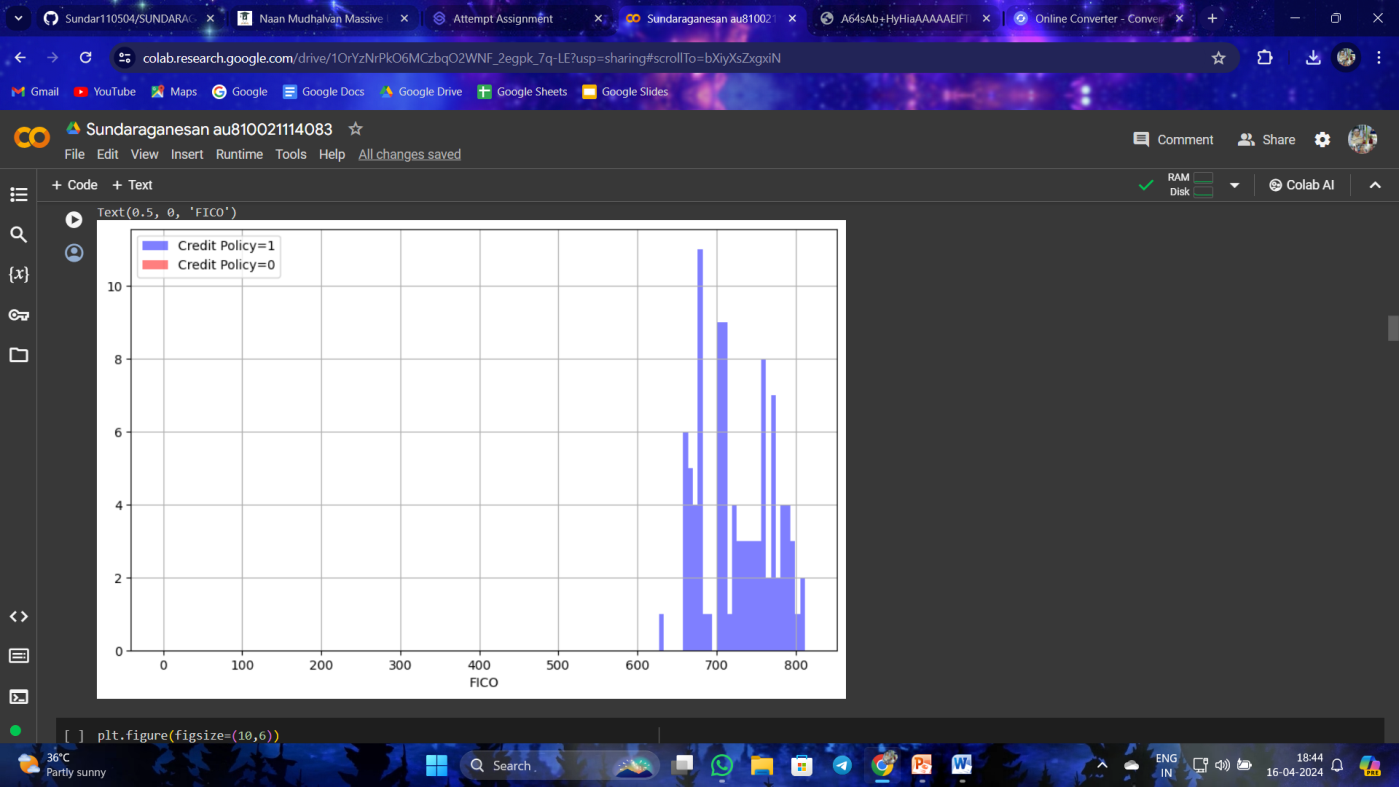 Sundar110504/SUNDARAG
Naan Mudhalvan Massive
Attempt Assignment
Sundaraganesan au810021
A64sAb+HyHiaAAAAAElFT
Online Converter - Conver
colab.research.google.com/drive/1OrYzNrPkO6MCzbqO2WNF_2egpk_7q-LE?usp=sharing#scrollTo=bXiyXsZxgxiN
Gmail YouTube Maps Google Google Docs Google Drive Google Sheets Google Slides
Sundaraganesan au810021114083
File Edit View Insert Runtime Tools Help All changes saved
Comment Share
+ Code + Text
RAM
Disk
Colab AI
{x}
Text(0.5, 0, 'FICO')
Credit Policy=1
Credit Policy=0
10
8
6
4
2
0
0 100 200 300 400 500 600 700 800
FICO
[ ] plt.figure(figsize=(10,6))
36°C
Partly sunny
Search
ENG
IN
18:44
16-04-2024
PRE